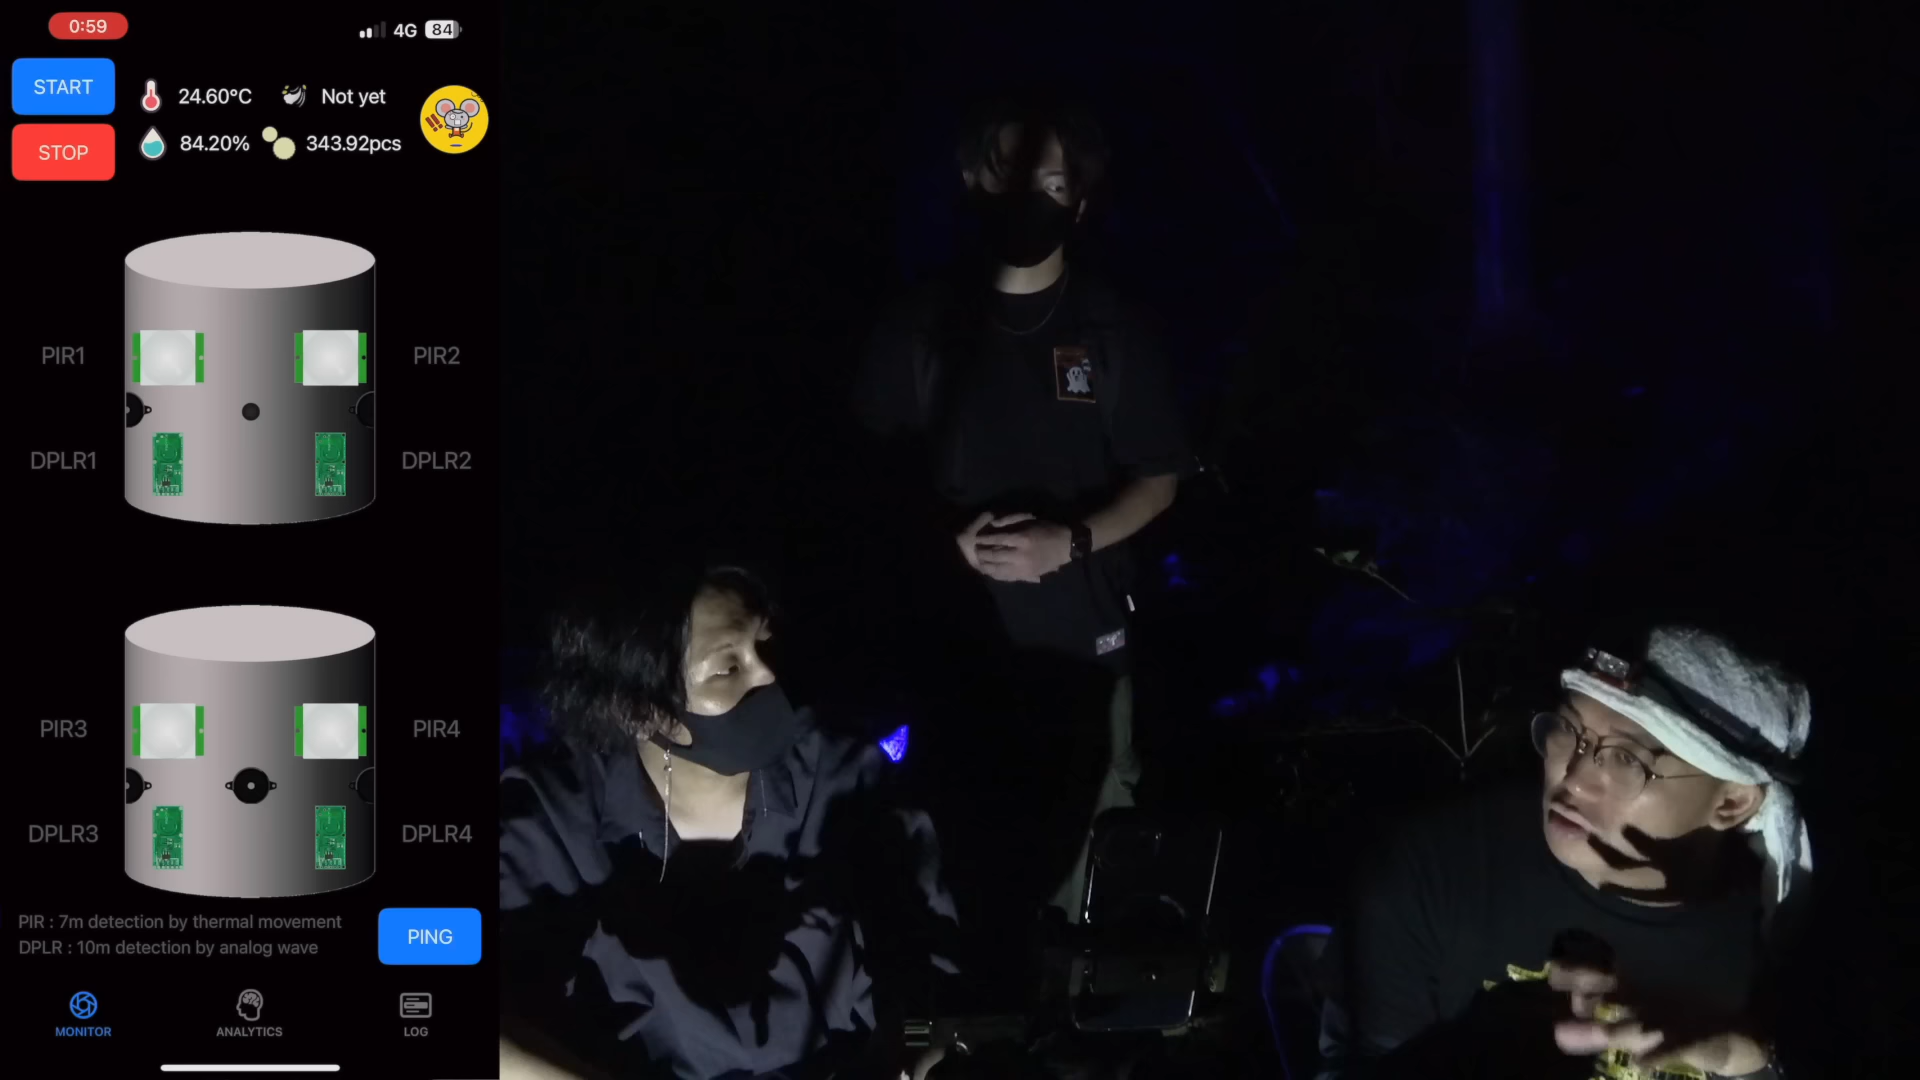 0:59
4G 84
START
24.60°C
Not yet
STOP
84.20%
343.92pcs
PIR1
PIR2
DPLR1
DPLR2
PIR3
PIR4
DPLR3
DPLR4
PIR : 7m detection by thermal movement
DPLR : 10m detection by analog wave
PING
MONITOR
ANALYTICS
LOG